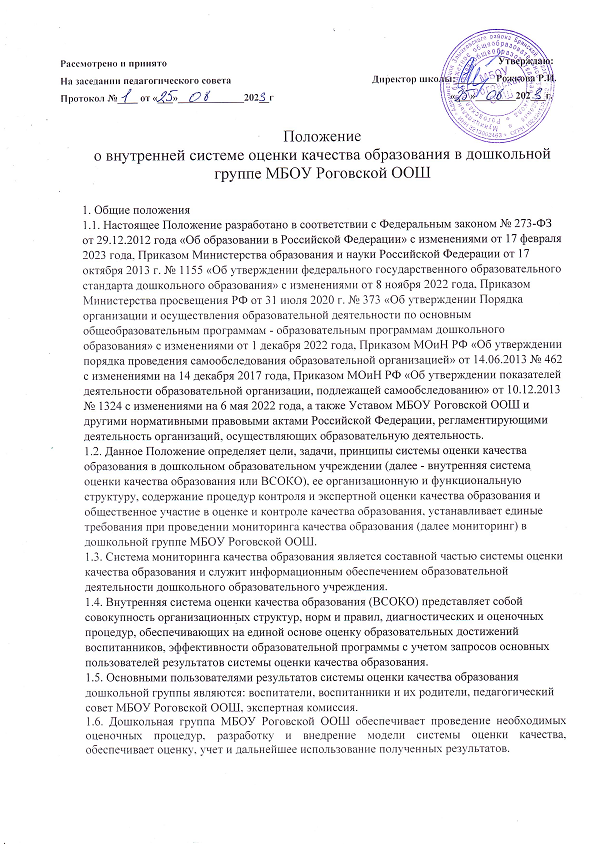 Рассмотрено и принято Утверждаю:
На заседании педагогического совета Директор школы: Рожкова Р.И.
Протокол № 1 от «25» 08 2023 г «25» 08 2023 г.
Положение
о внутренней системе оценки качества образования в дошкольной
группе МБОУ Роговской ООШ
1. Общие положения
1.1. Настоящее Положение разработано в соответствии с Федеральным законом № 273-ФЗ
от 29.12.2012 года «Об образовании в Российской Федерации» с изменениями от 17 февраля
2023 года, Приказом Министерства образования и науки Российской Федерации от 17
октября 2013 г. № 1155 «Об утверждении федерального государственного образовательного
стандарта дошкольного образования» с изменениями от 8 ноября 2022 года, Приказом
Министерства просвещения РФ от 31 июля 2020 г. № 373 «Об утверждении Порядка
организации и осуществления образовательной деятельности по основным
общеобразовательным программам - образовательным программам дошкольного
образования» с изменениями от 1 декабря 2022 года, Приказом МОиН РФ «Об утверждении
порядка проведения самообследования образовательной организацией» от 14.06.2013 № 462
с изменениями на 14 декабря 2017 года, Приказом МОиН РФ «Об утверждении показателей
деятельности образовательной организации, подлежащей самообследованию» от 10.12.2013
№ 1324 с изменениями на 6 мая 2022 года, а также Уставом МБОУ Роговской ООШ и
другими нормативными правовыми актами Российской Федерации, регламентирующими
деятельность организаций, осуществляющих образовательную деятельность.
1.2. Данное Положение определяет цели, задачи, принципы системы оценки качества
образования в дошкольном образовательном учреждении (далее - внутренняя система
оценки качества образования или ВСОКО), ее организационную и функциональную
структуру, содержание процедур контроля и экспертной оценки качества образования и
общественное участие в оценке и контроле качества образования, устанавливает единые
требования при проведении мониторинга качества образования (далее мониторинг) в
дошкольной группе МБОУ Роговской ООШ.
1.3. Система мониторинга качества образования является составной частью системы оценки
качества образования и служит информационным обеспечением образовательной
деятельности дошкольного образовательного учреждения.
1.4. Внутренняя система оценки качества образования (ВСОКО) представляет собой
совокупность организационных структур, норм и правил, диагностических и оценочных
процедур, обеспечивающих на единой основе оценку образовательных достижений
воспитанников, эффективности образовательной программы с учетом запросов основных
пользователей результатов системы оценки качества образования.
1.5. Основными пользователями результатов системы оценки качества образования
дошкольной группы являются: воспитатели, воспитанники и их родители, педагогический
совет МБОУ Роговской ООШ, экспертная комиссия.
1.6. Дошкольная группа МБОУ Роговской ООШ обеспечивает проведение необходимых
оценочных процедур, разработку и внедрение модели системы оценки качества,
обеспечивает оценку, учет и дальнейшее использование полученных результатов.